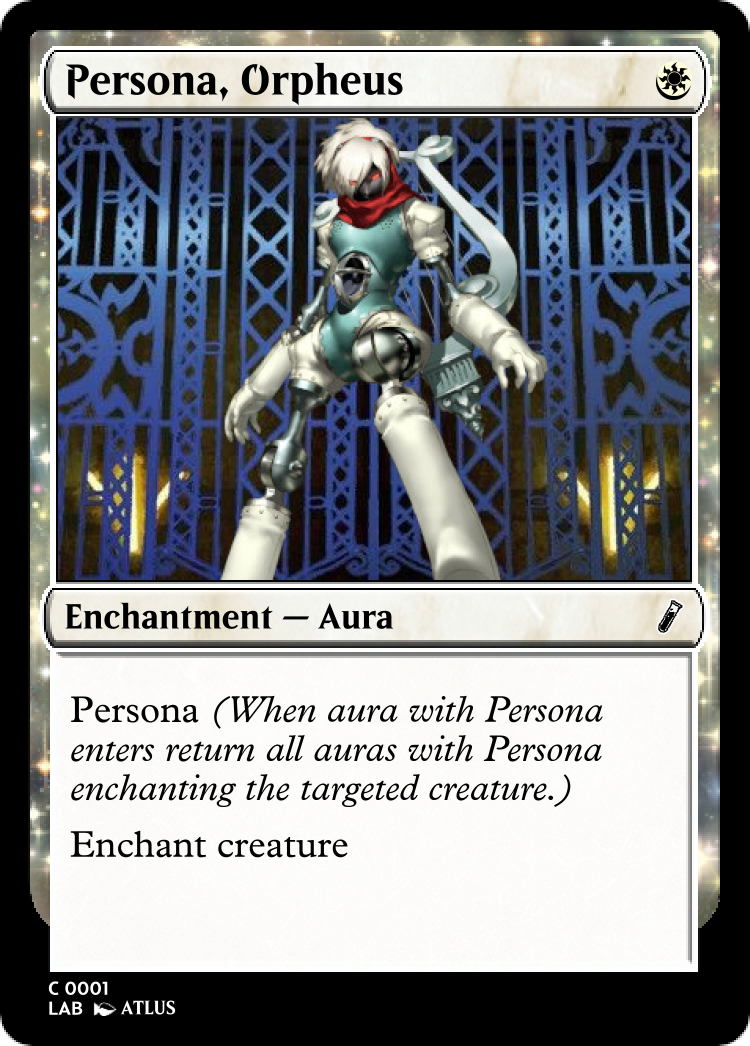 Persona, Orpheus
Enchantment — Aura
Persona (When aura with Persona
enters return all auras with Persona
enchanting the targeted creature.)
Enchant creature
C 0001
LAB ATLUS